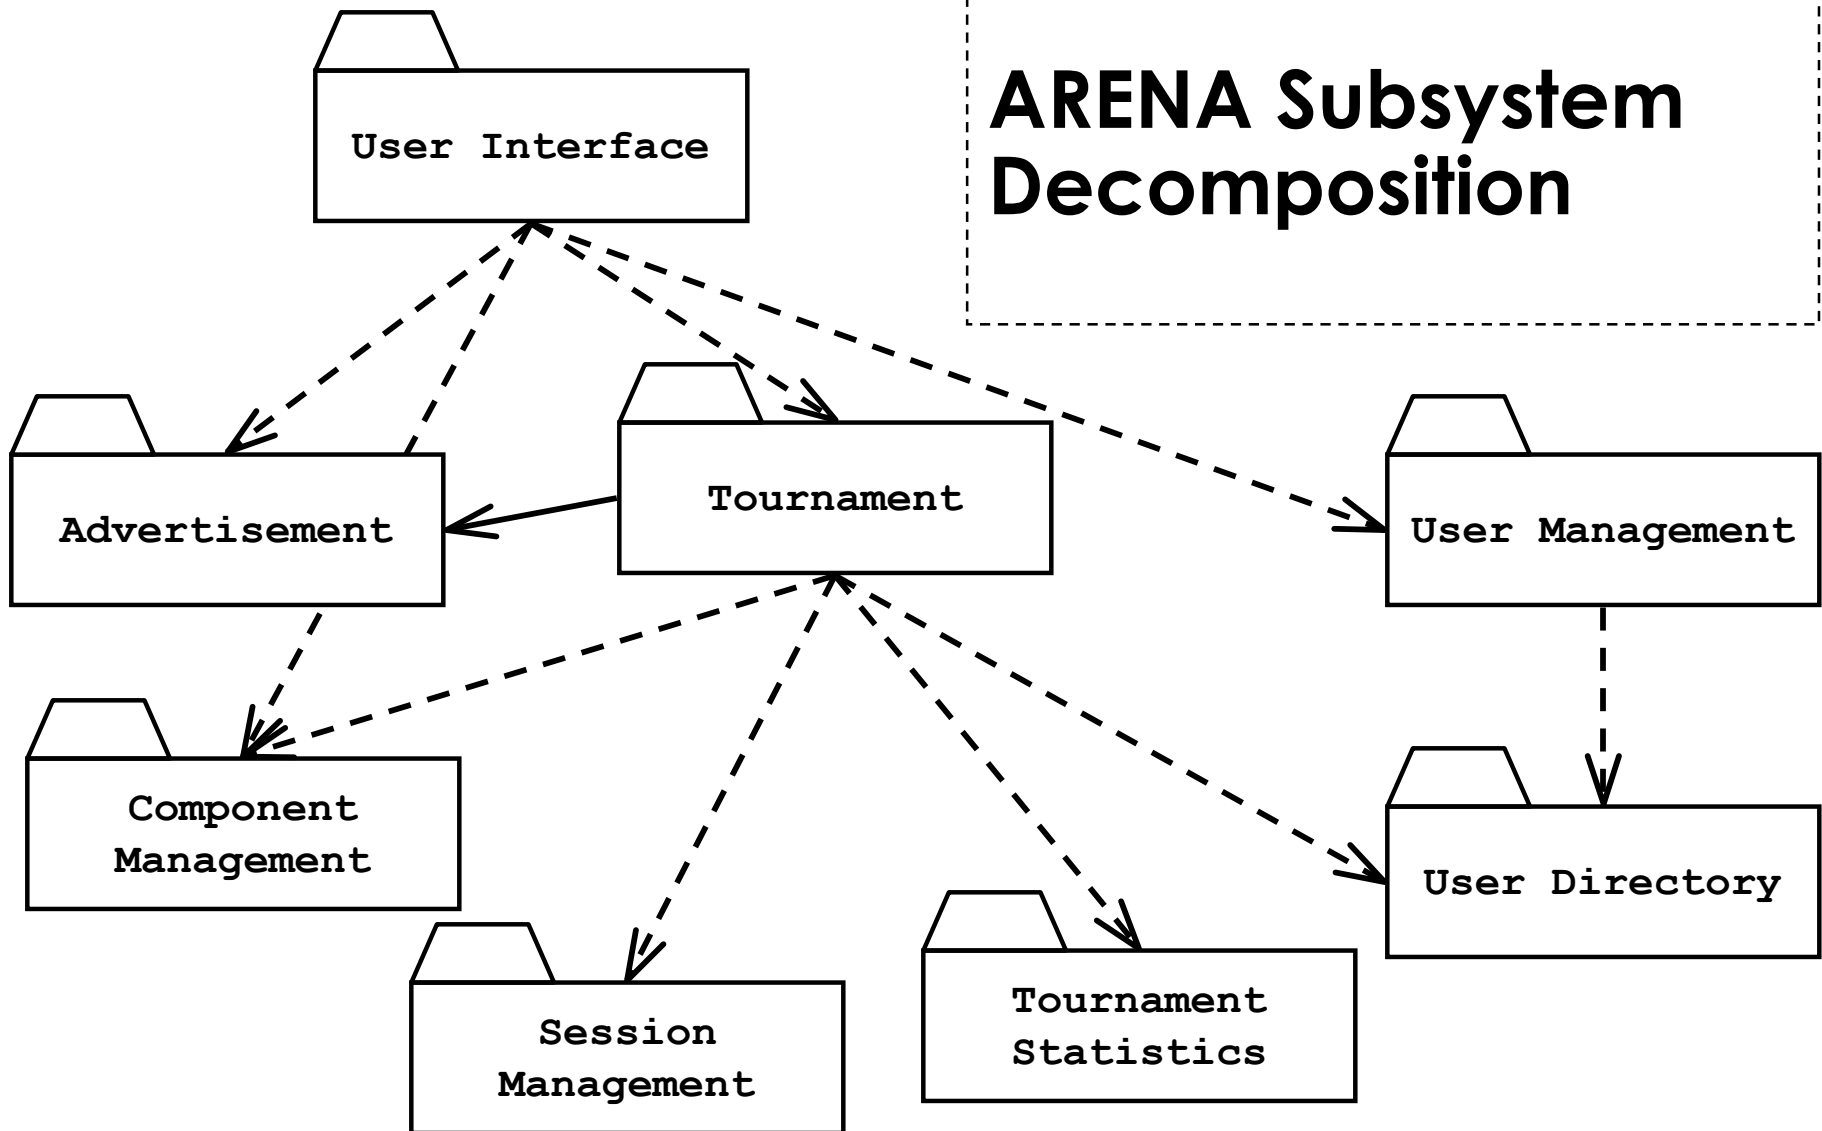 User Interface
ARENA Subsystem
Decomposition
Tournament
Advertisement
User Management
Component
Management
User Directory
Tournament
Statistics
Session
Management